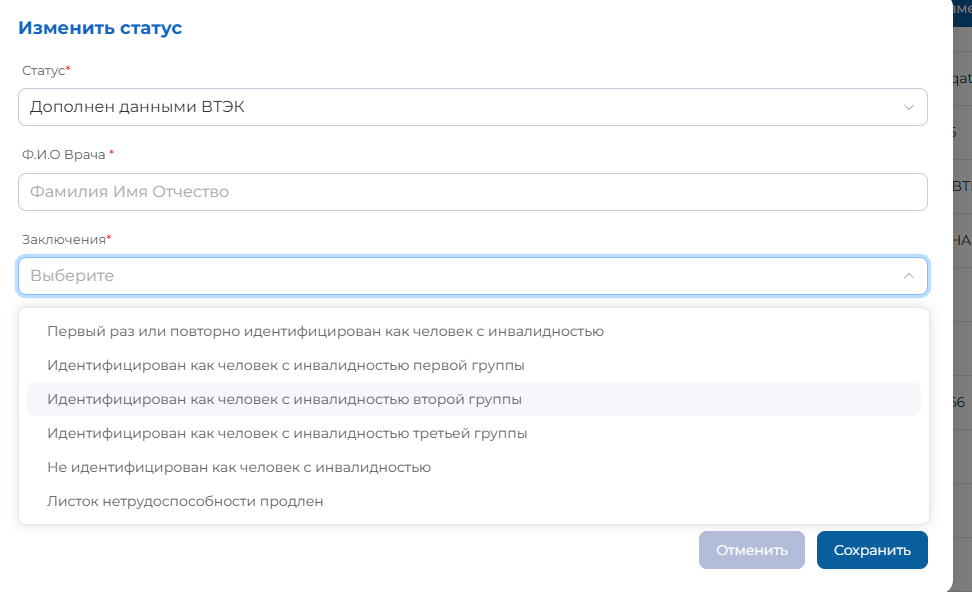 Изменить статус
Статус*
Дополнен данными ВТЭК
Ф.И.О Врача *
Фамилия Имя Отчество
Заключения*
Выберите
Первый раз или повторно идентифицирован как человек с инвалидностью
Идентифицирован как человек с инвалидностью первой группы
Идентифицирован как человек с инвалидностью второй группы
Идентифицирован как человек с инвалидностью третьей группы
Не идентифицирован как человек с инвалидностью
Листок нетрудоспособности продлен
Отменить
Сохранить